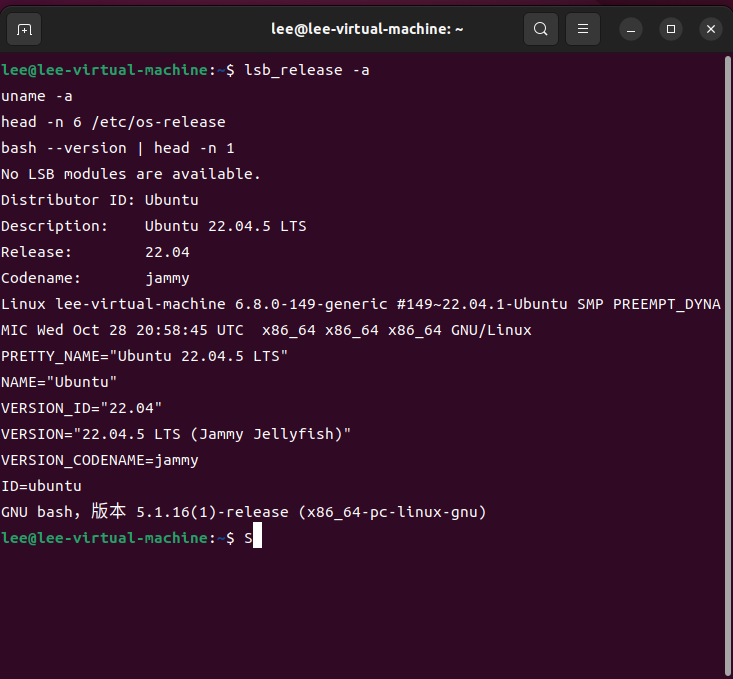 lee@lee-virtual-machine: ~
lee@lee-virtual-machine:~$ lsb_release -a
uname -a
head -n 6 /etc/os-release
bash --version | head -n 1
No LSB modules are available.
Distributor ID: Ubuntu
Description:    Ubuntu 22.04.5 LTS
Release:        22.04
Codename:       jammy
Linux lee-virtual-machine 6.8.0-149-generic #149~22.04.1-Ubuntu SMP PREEMPT_DYNA
MIC Wed Oct 28 20:58:45 UTC  x86_64 x86_64 x86_64 GNU/Linux
PRETTY_NAME="Ubuntu 22.04.5 LTS"
NAME="Ubuntu"
VERSION_ID="22.04"
VERSION="22.04.5 LTS (Jammy Jellyfish)"
VERSION_CODENAME=jammy
ID=ubuntu
GNU bash，版本 5.1.16(1)-release (x86_64-pc-linux-gnu)
lee@lee-virtual-machine:~$ S